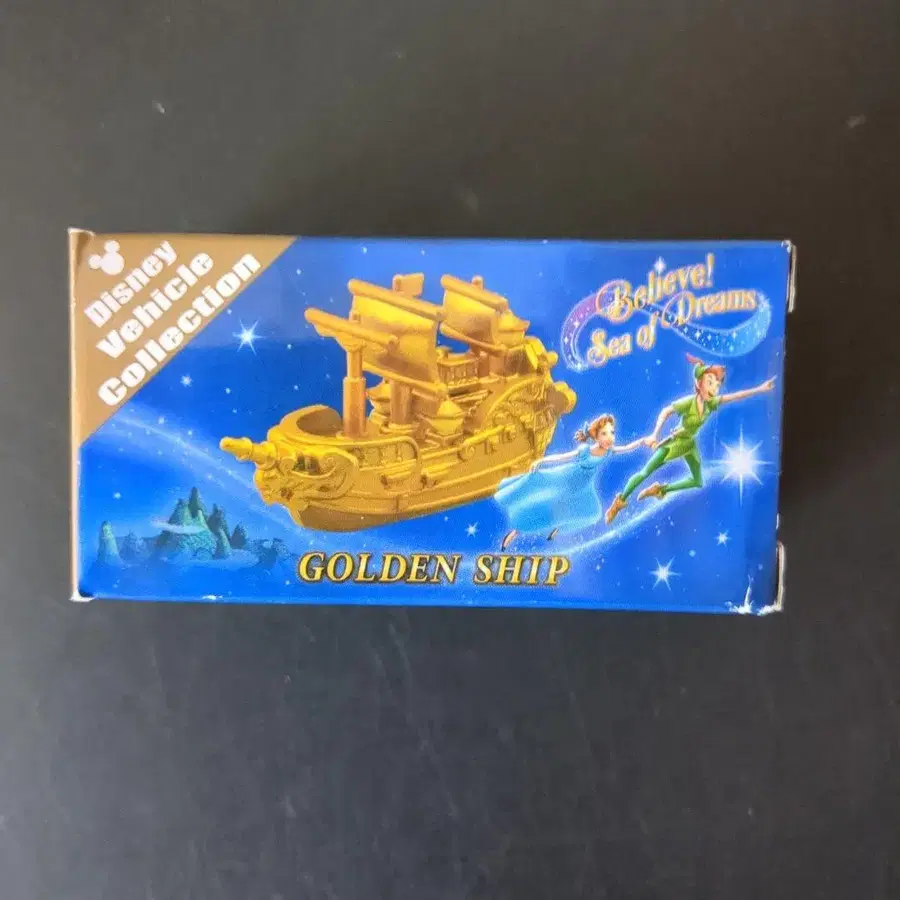 Disney
Vehicle
Collection
Believe!
Sea of Dreams
GOLDEN SHIP